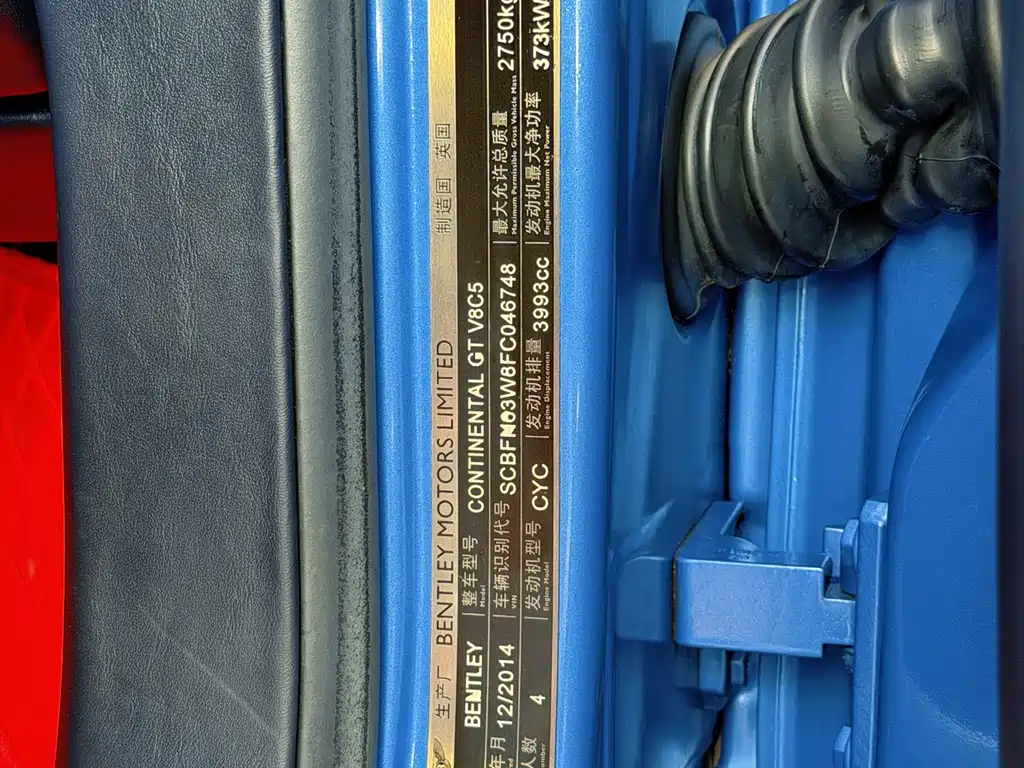 生产厂 BENTLEY MOTORS LIMITED 制造国 英国
BENTLEY 整车型号 Model CONTINENTAL GT V8C5
年月 12/2014 车辆识别代号 VIN SCBFN63W8FC046748 最大允许总质量 Maximum Permissible Gross Vehicle Mass 2750kg
人数 4 发动机型号 Engine Model CYC 发动机排量 Engine Displacement 3993cc 发动机最大净功率 Engine Maximum Net Power 373kW